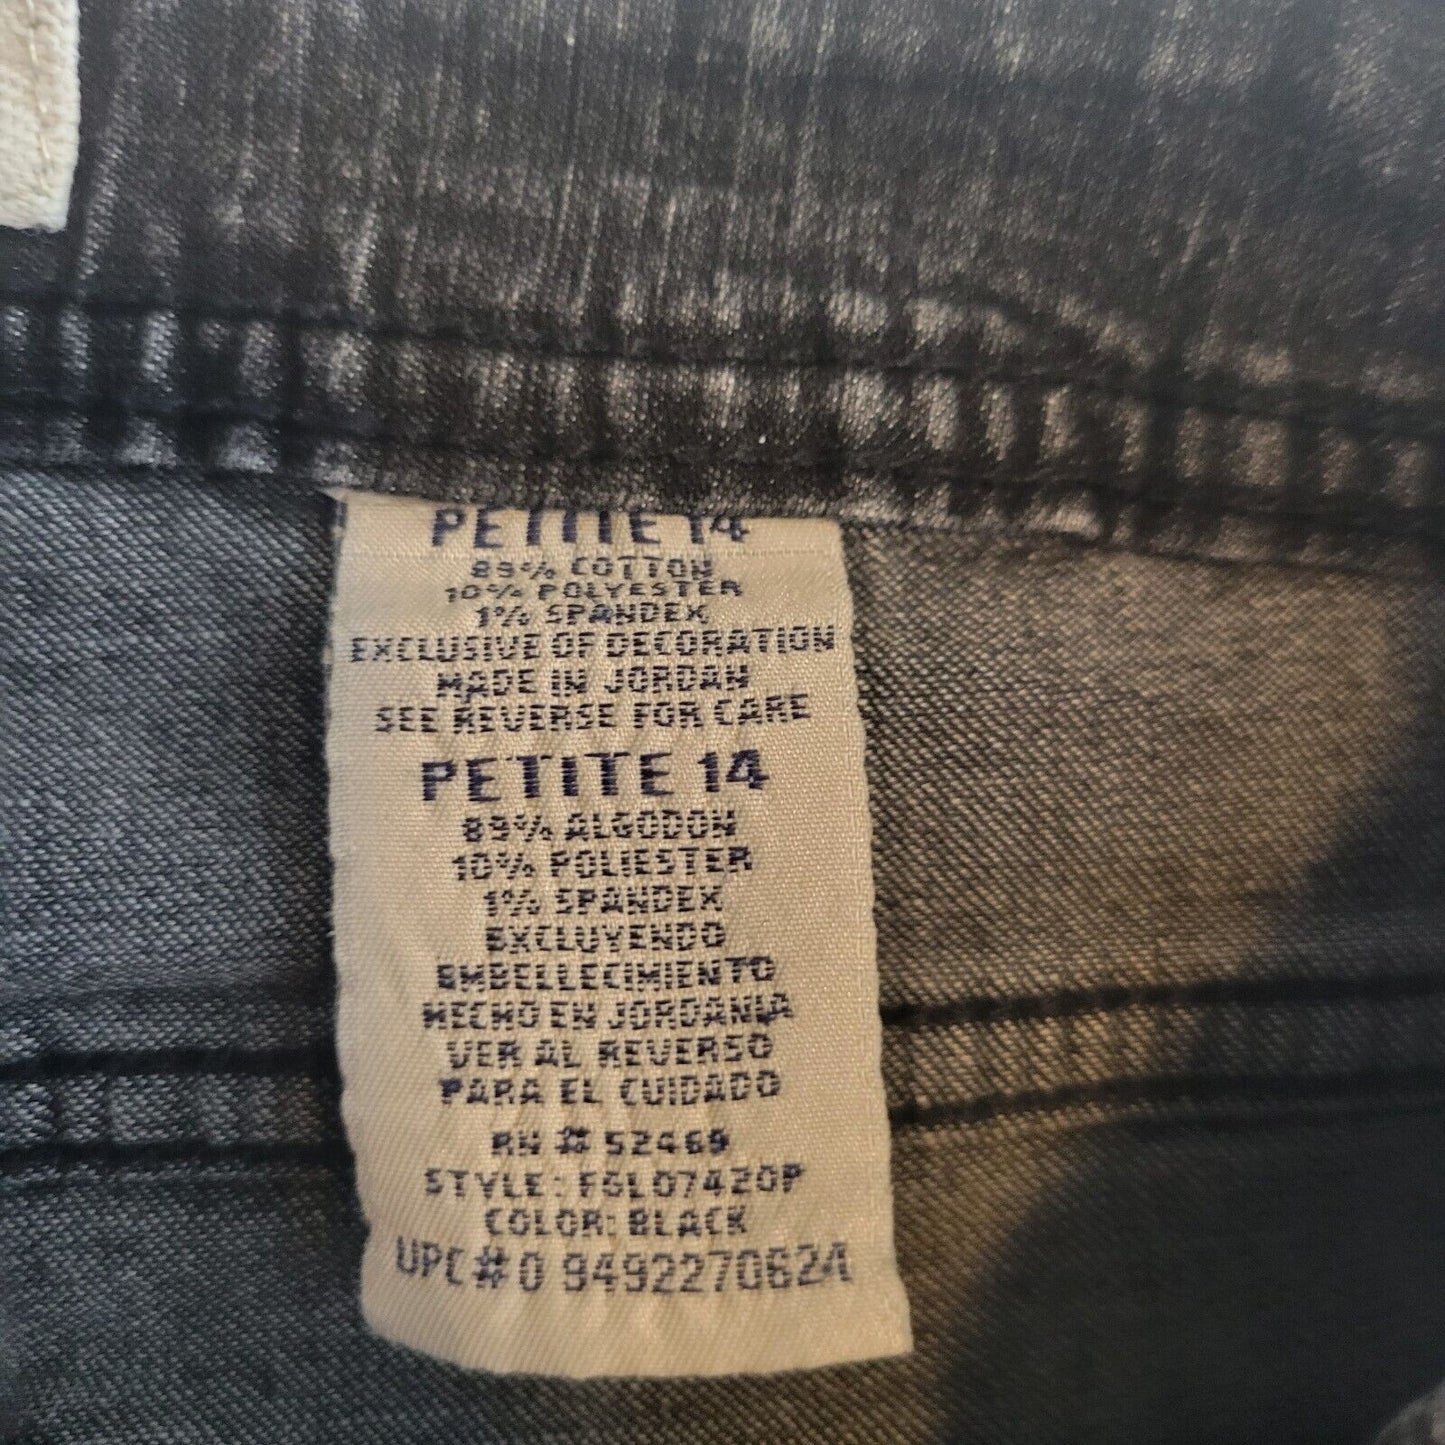 PETITE 14
89% COTTON
10% POLYESTER
1% SPANDEX
EXCLUSIVE OF DECORATION
MADE IN JORDAN
SEE REVERSE FOR CARE
PETITE 14
89% ALGODON
10% POLIESTER
1% SPANDEX
EXCLUYENDO
EMBELLECIMIENTO
HECHO EN JORDANIA
VER AL REVERSO
PARA EL CUIDADO
RN # 52469
STYLE: FGL07420P
COLOR: BLACK
UPC# 0 9492270624